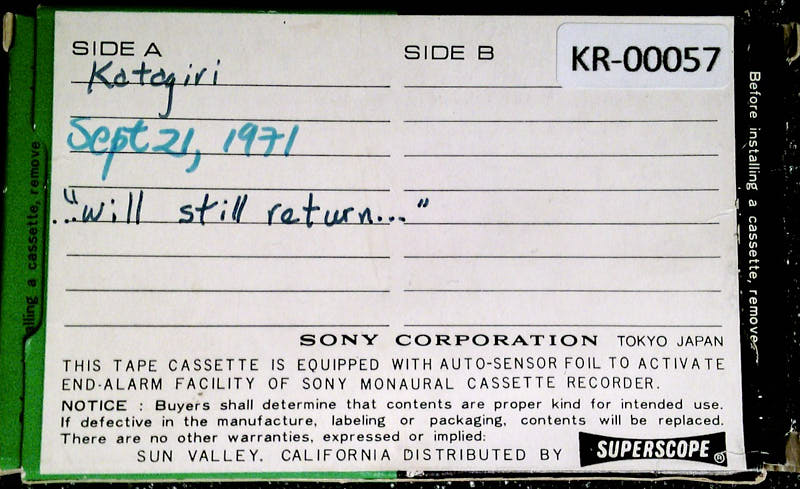 SIDE A
SIDE B
KR-00057
Katagiri
Sept 21, 1971
..."will still return..."
SONY CORPORATION TOKYO JAPAN
THIS TAPE CASSETTE IS EQUIPPED WITH AUTO-SENSOR FOIL TO ACTIVATE
END-ALARM FACILITY OF SONY MONAURAL CASSETTE RECORDER.
NOTICE : Buyers shall determine that contents are proper kind for intended use.
If defective in the manufacture, labeling or packaging, contents will be replaced.
There are no other warranties, expressed or implied:
SUN VALLEY, CALIFORNIA DISTRIBUTED BY SUPERSCOPE ®
Before installing a cassette, remove
a cassette, remove